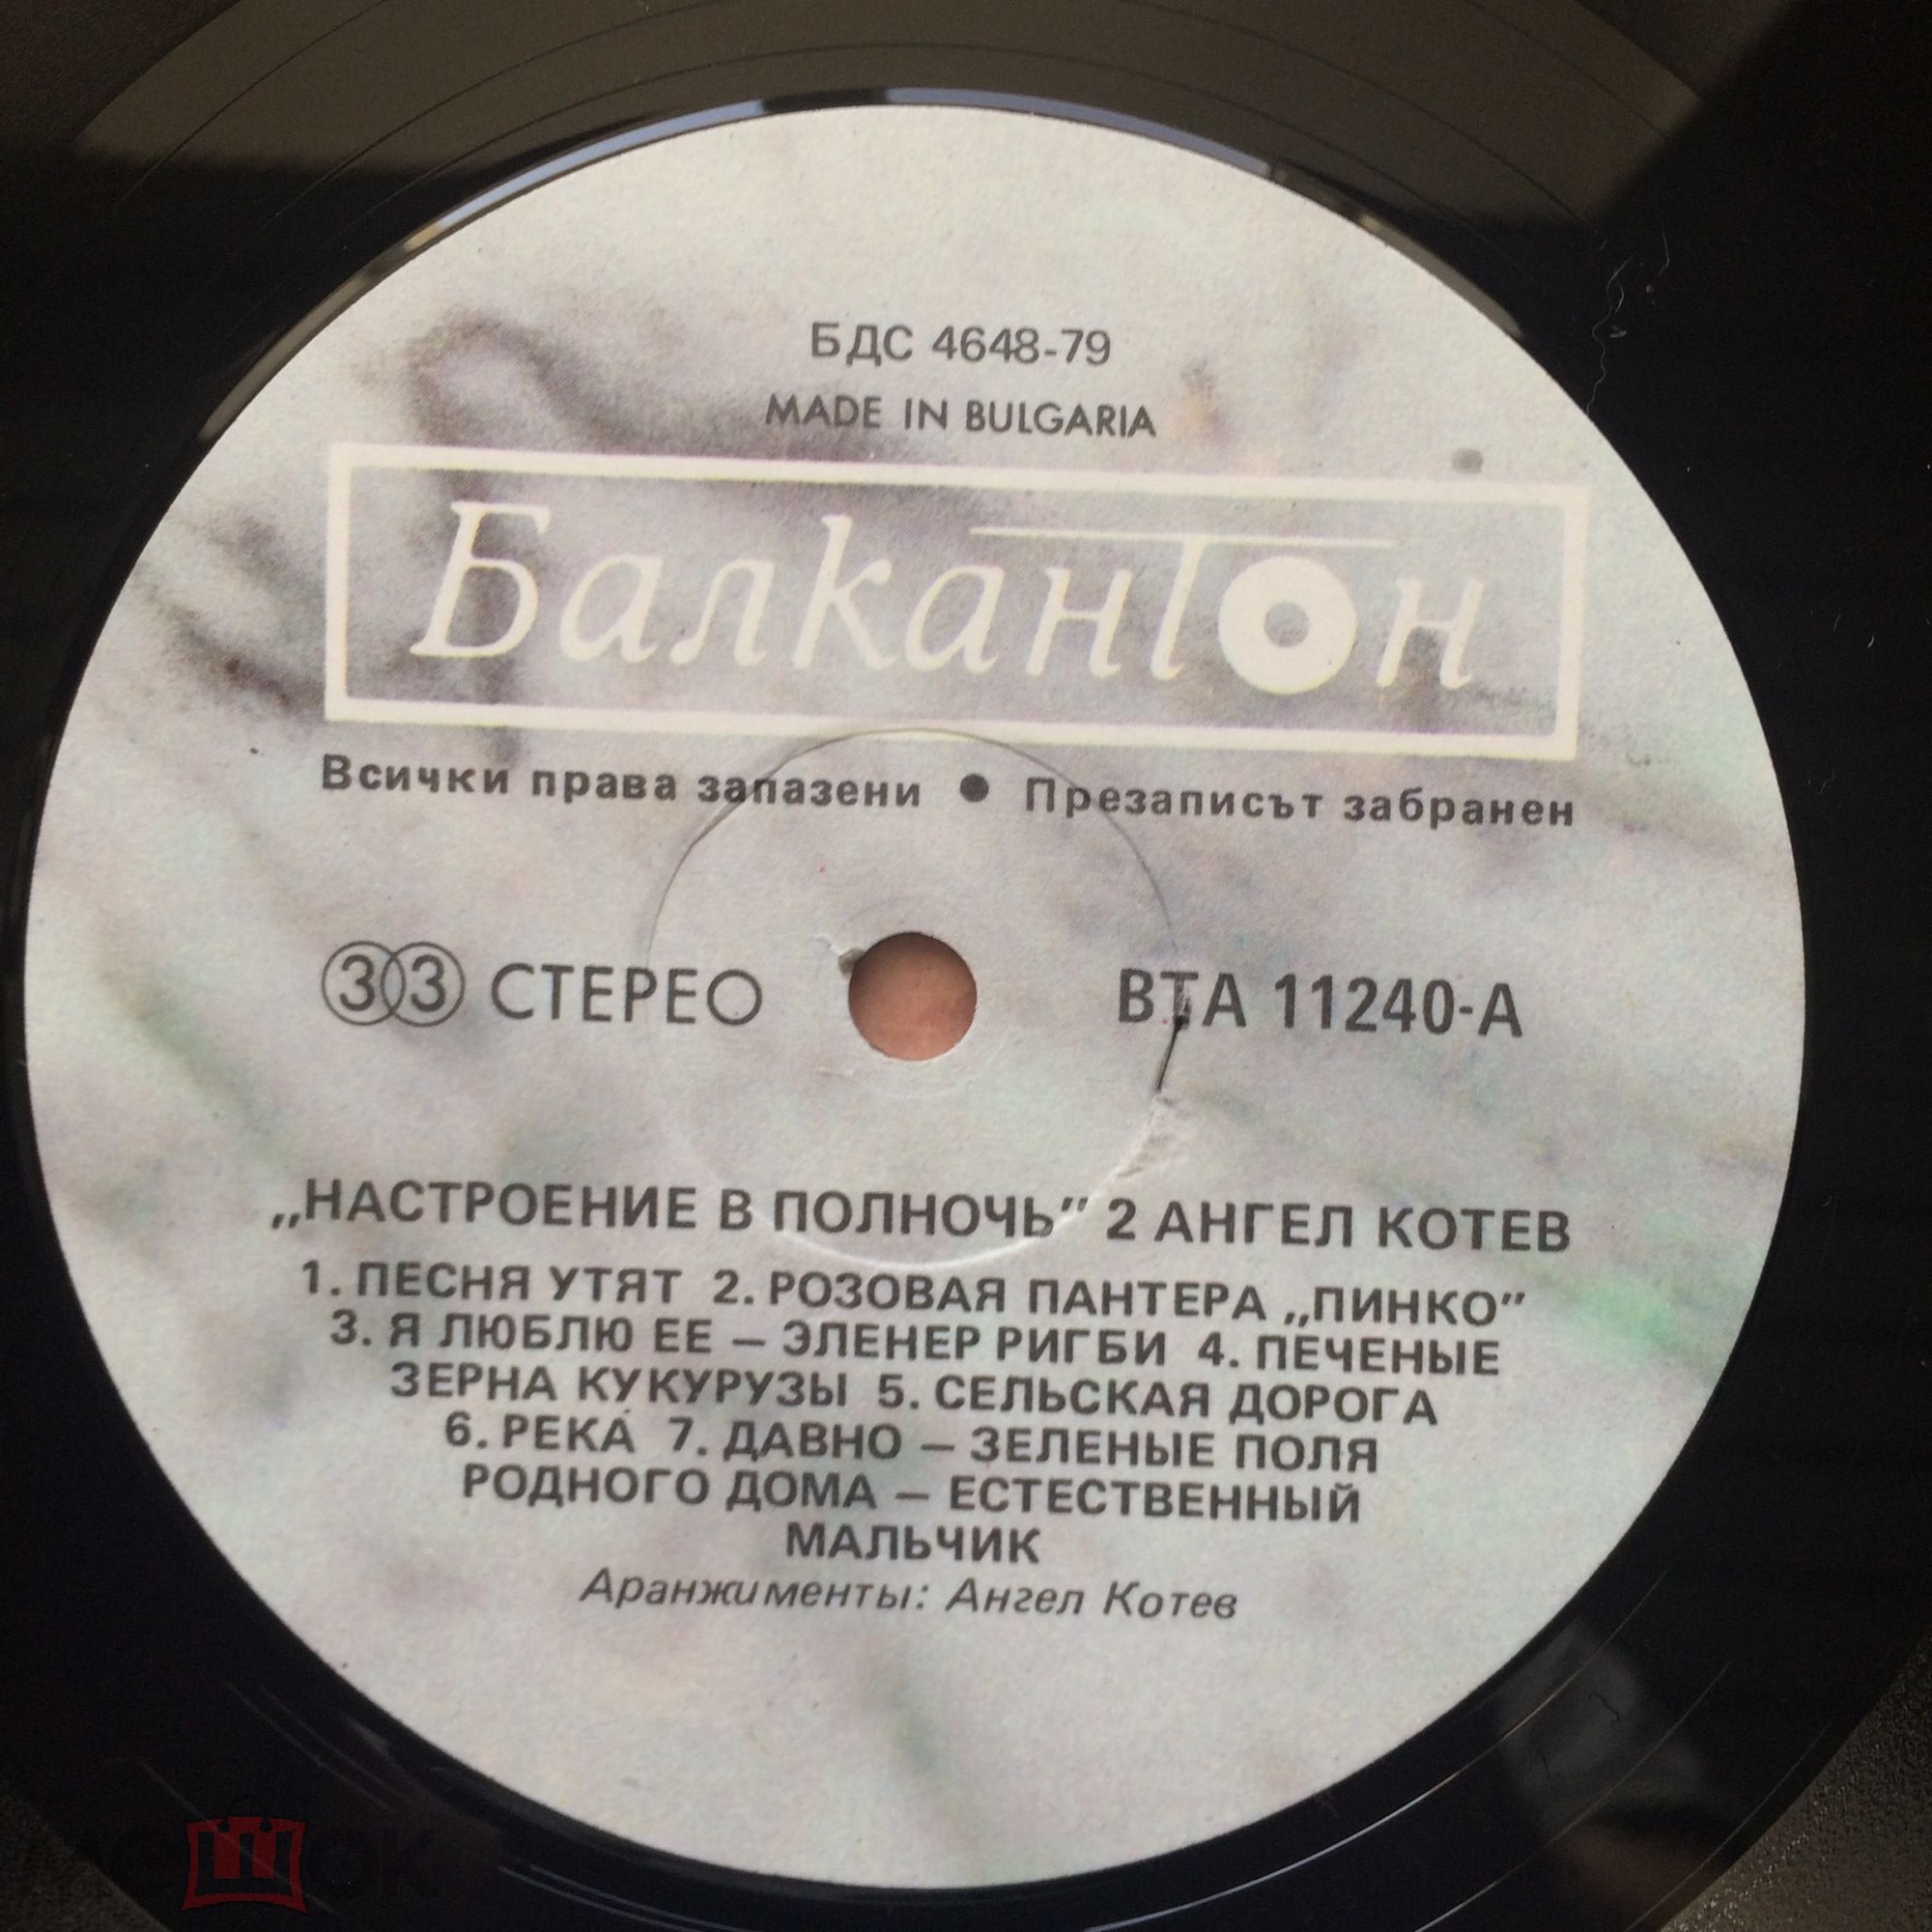 БДС 4648-79
MADE IN BULGARIA
Балкантон
Всички права запазени ● Презаписът забранен
33 СТЕРЕО ВТА 11240-А
„НАСТРОЕНИЕ В ПОЛНОЧЬ” 2 АНГЕЛ КОТЕВ
1. ПЕСНЯ УТЯТ 2. РОЗОВАЯ ПАНТЕРА „ПИНКО”
3. Я ЛЮБЛЮ ЕЕ — ЭЛЕНЕР РИГБИ 4. ПЕЧЕНЫЕ
ЗЕРНА КУКУРУЗЫ 5. СЕЛЬСКАЯ ДОРОГА
6. РЕКА 7. ДАВНО — ЗЕЛЕНЫЕ ПОЛЯ
РОДНОГО ДОМА — ЕСТЕСТВЕННЫЙ
МАЛЬЧИК
Аранжименты: Ангел Котев
мешок